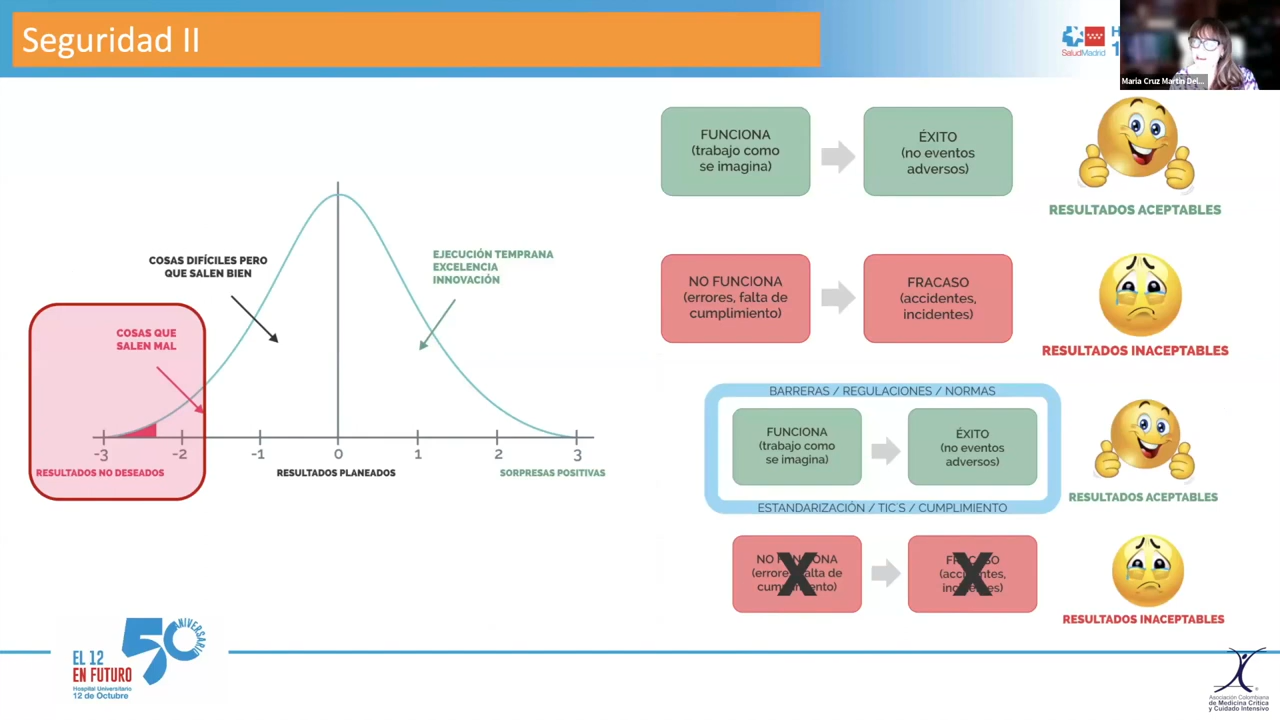 Seguridad II
SaludMadrid
Maria Cruz Martin Del...
FUNCIONA
(trabajo como
se imagina)
ÉXITO
(no eventos
adversos)
RESULTADOS ACEPTABLES
COSAS DIFÍCILES PERO
QUE SALEN BIEN
EJECUCIÓN TEMPRANA
EXCELENCIA
INNOVACIÓN
COSAS QUE
SALEN MAL
-3
-2
-1
0
1
2
3
RESULTADOS NO DESEADOS
RESULTADOS PLANEADOS
SORPRESAS POSITIVAS
NO FUNCIONA
(errores, falta de
cumplimiento)
FRACASO
(accidentes,
incidentes)
RESULTADOS INACEPTABLES
BARRERAS / REGULACIONES / NORMAS
FUNCIONA
(trabajo como
se imagina)
ÉXITO
(no eventos
adversos)
ESTANDARIZACIÓN / TIC´S / CUMPLIMIENTO
RESULTADOS ACEPTABLES
NO FUNCIONA
(errores, falta de
cumplimiento)
X
FRACASO
(accidentes,
incidentes)
X
RESULTADOS INACEPTABLES
EL 12
EN FUTURO
50
ANIVERSARIO
Hospital Universitario
12 de Octubre
Asociación Colombiana
de Medicina Crítica
y Cuidado Intensivo